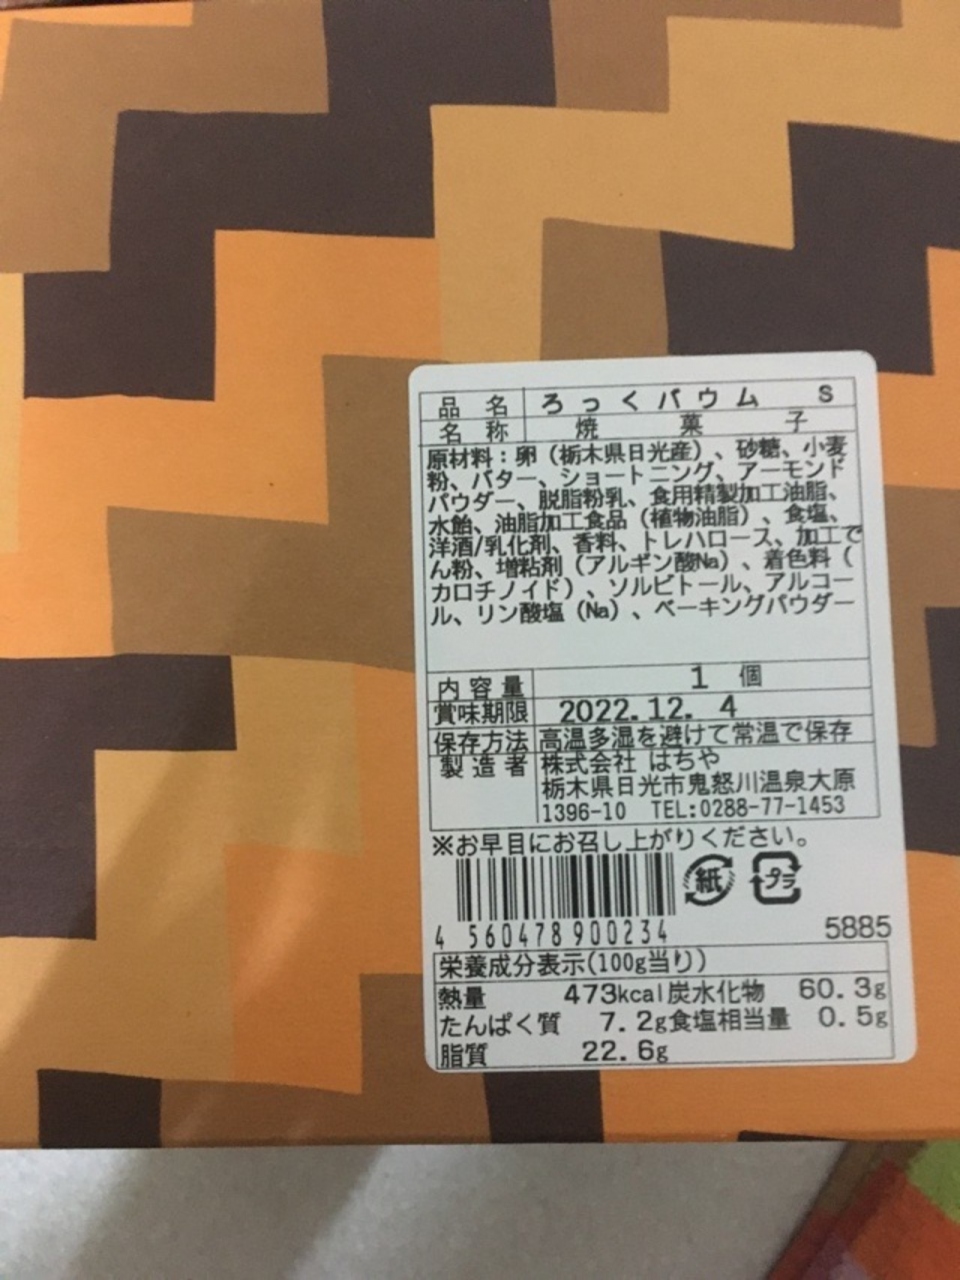 品名 ろっくバウム S
名称 焼菓子
原材料：卵（栃木県日光産）、砂糖、小麦
粉、バター、ショートニング、アーモンド
パウダー、脱脂粉乳、食用精製加工油脂、
水飴、油脂加工食品（植物油脂）、食塩、
洋酒/乳化剤、香料、トレハロース、加工で
ん粉、増粘剤（アルギン酸Na）、着色料（
カロチノイド）、ソルビトール、アルコー
ル、リン酸塩（Na）、ベーキングパウダー
内容量 1 個
賞味期限 2022.12. 4
保存方法 高温多湿を避けて常温で保存
製造者 株式会社 はちや
栃木県日光市鬼怒川温泉大原
1396-10 TEL:0288-77-1453
※お早目にお召し上がりください。
紙 プラ
4 560478 900234
5885
栄養成分表示(100g当り)
熱量 473kcal 炭水化物 60.3g
たんぱく質 7.2g 食塩相当量 0.5g
脂質 22.6g